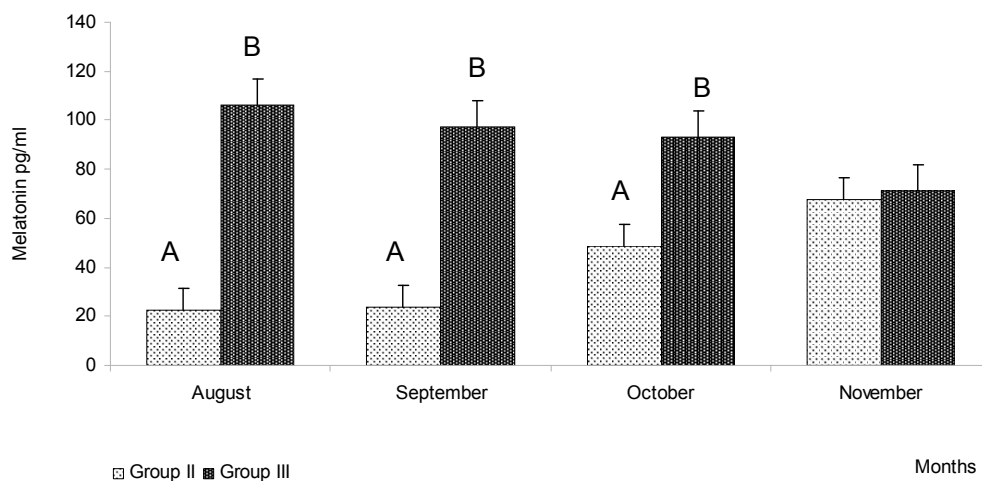 Melatonin pg/ml
140
120
100
80
60
40
20
0
A
B
A
B
A
B
August
September
October
November
Group II
Group III
Months